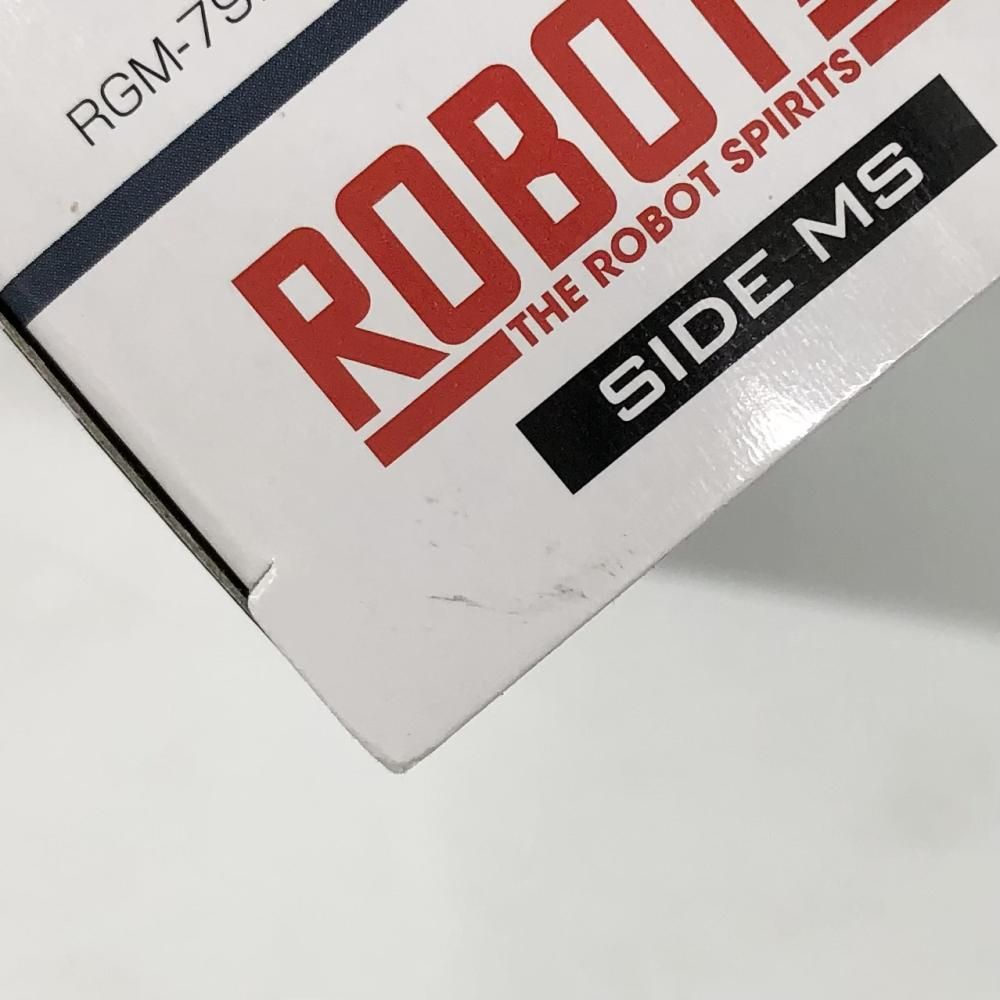 RGM-79
ROBOT
THE ROBOT SPIRITS
SIDE MS